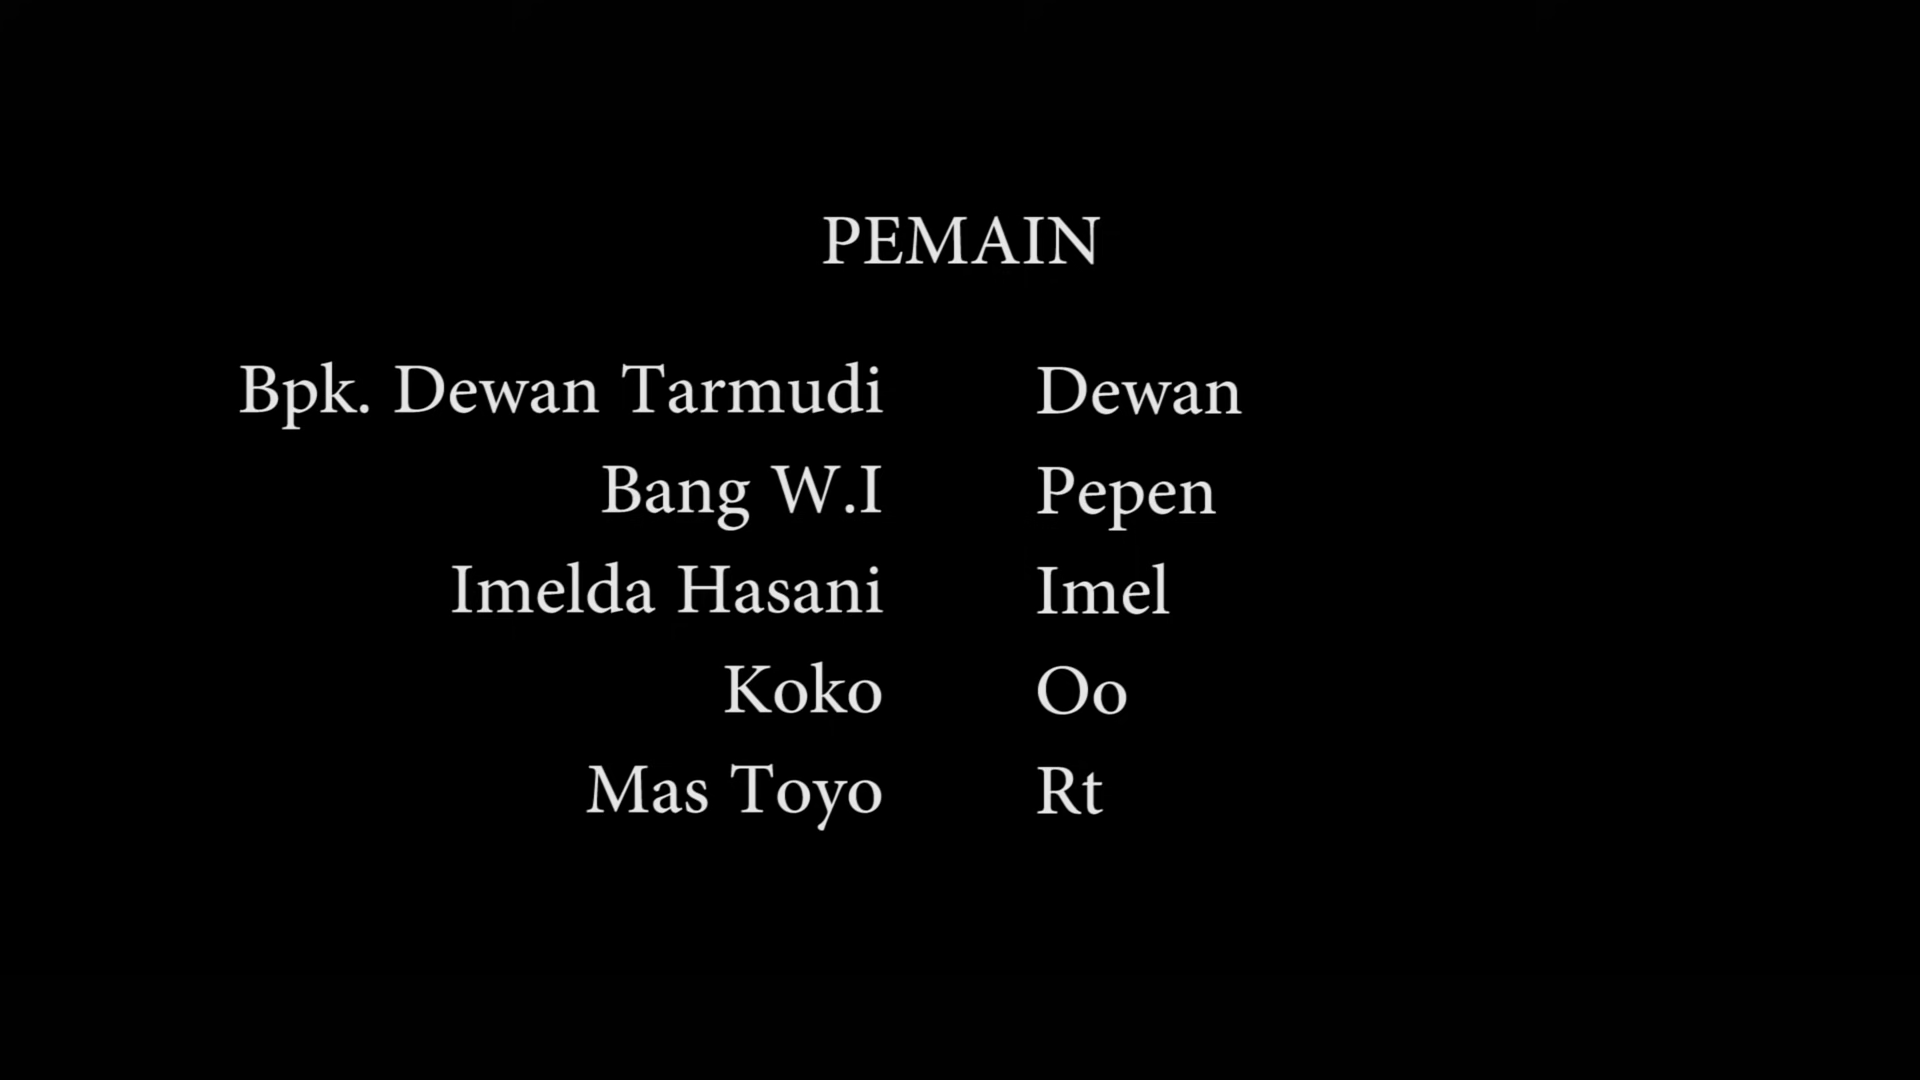 PEMAIN
Bpk. Dewan Tarmudi Dewan
Bang W.I Pepen
Imelda Hasani Imel
Koko Oo
Mas Toyo Rt